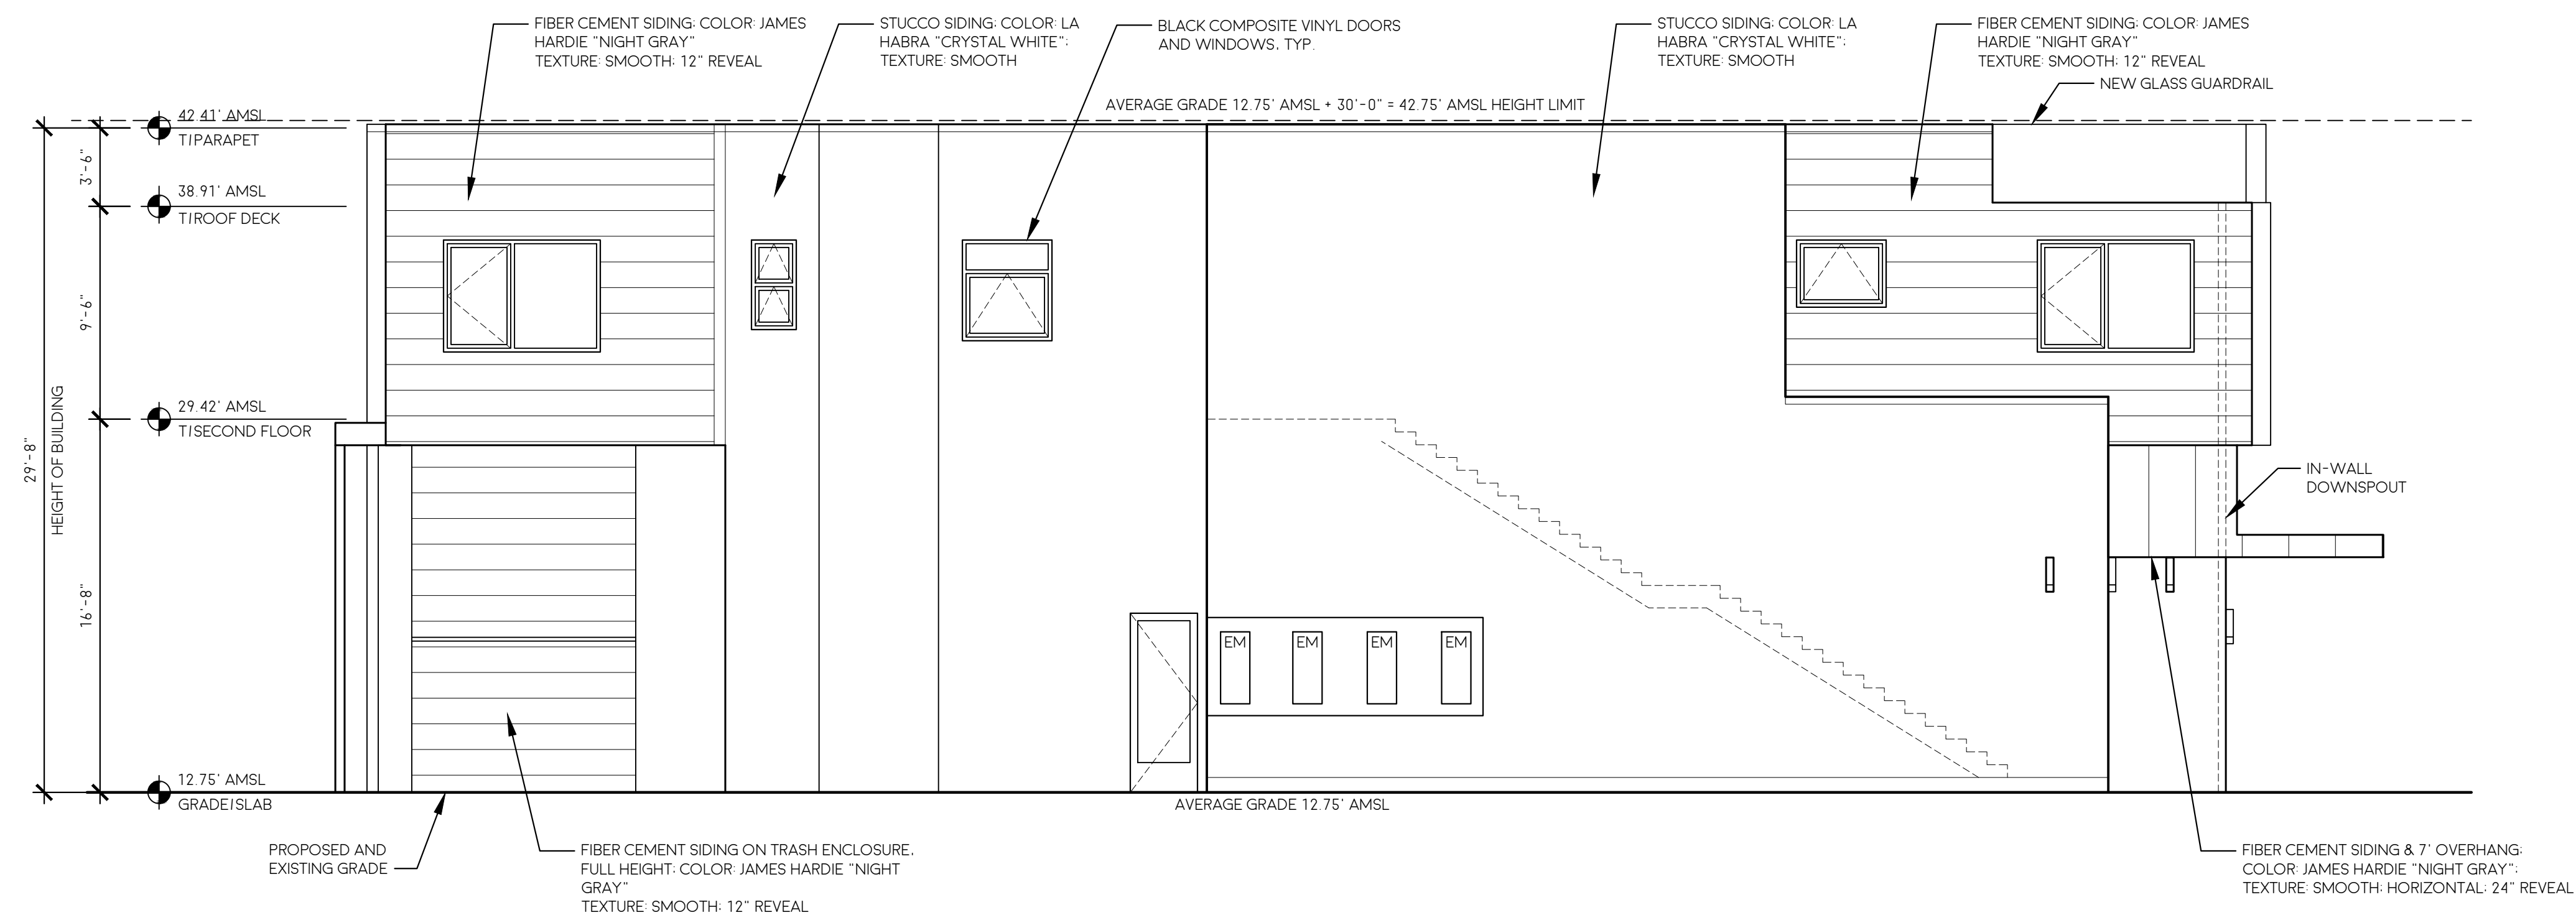 FIBER CEMENT SIDING; COLOR: JAMES
HARDIE "NIGHT GRAY"
TEXTURE: SMOOTH; 12" REVEAL
STUCCO SIDING; COLOR: LA
HABRA "CRYSTAL WHITE";
TEXTURE: SMOOTH
BLACK COMPOSITE VINYL DOORS
AND WINDOWS, TYP.
STUCCO SIDING; COLOR: LA
HABRA "CRYSTAL WHITE";
TEXTURE: SMOOTH
FIBER CEMENT SIDING; COLOR: JAMES
HARDIE "NIGHT GRAY"
TEXTURE: SMOOTH; 12" REVEAL
NEW GLASS GUARDRAIL
AVERAGE GRADE 12.75' AMSL + 30'-0" = 42.75' AMSL HEIGHT LIMIT
42.41' AMSL
T/PARAPET
3'-6"
38.91' AMSL
T/ROOF DECK
9'-6"
29.42' AMSL
T/SECOND FLOOR
29'-8"
HEIGHT OF BUILDING
16'-8"
IN-WALL
DOWNSPOUT
EM
EM
EM
EM
12.75' AMSL
GRADE/SLAB
AVERAGE GRADE 12.75' AMSL
PROPOSED AND
EXISTING GRADE
FIBER CEMENT SIDING ON TRASH ENCLOSURE,
FULL HEIGHT; COLOR: JAMES HARDIE "NIGHT
GRAY"
TEXTURE: SMOOTH; 12" REVEAL
FIBER CEMENT SIDING & 7' OVERHANG;
COLOR: JAMES HARDIE "NIGHT GRAY";
TEXTURE: SMOOTH; HORIZONTAL; 24" REVEAL